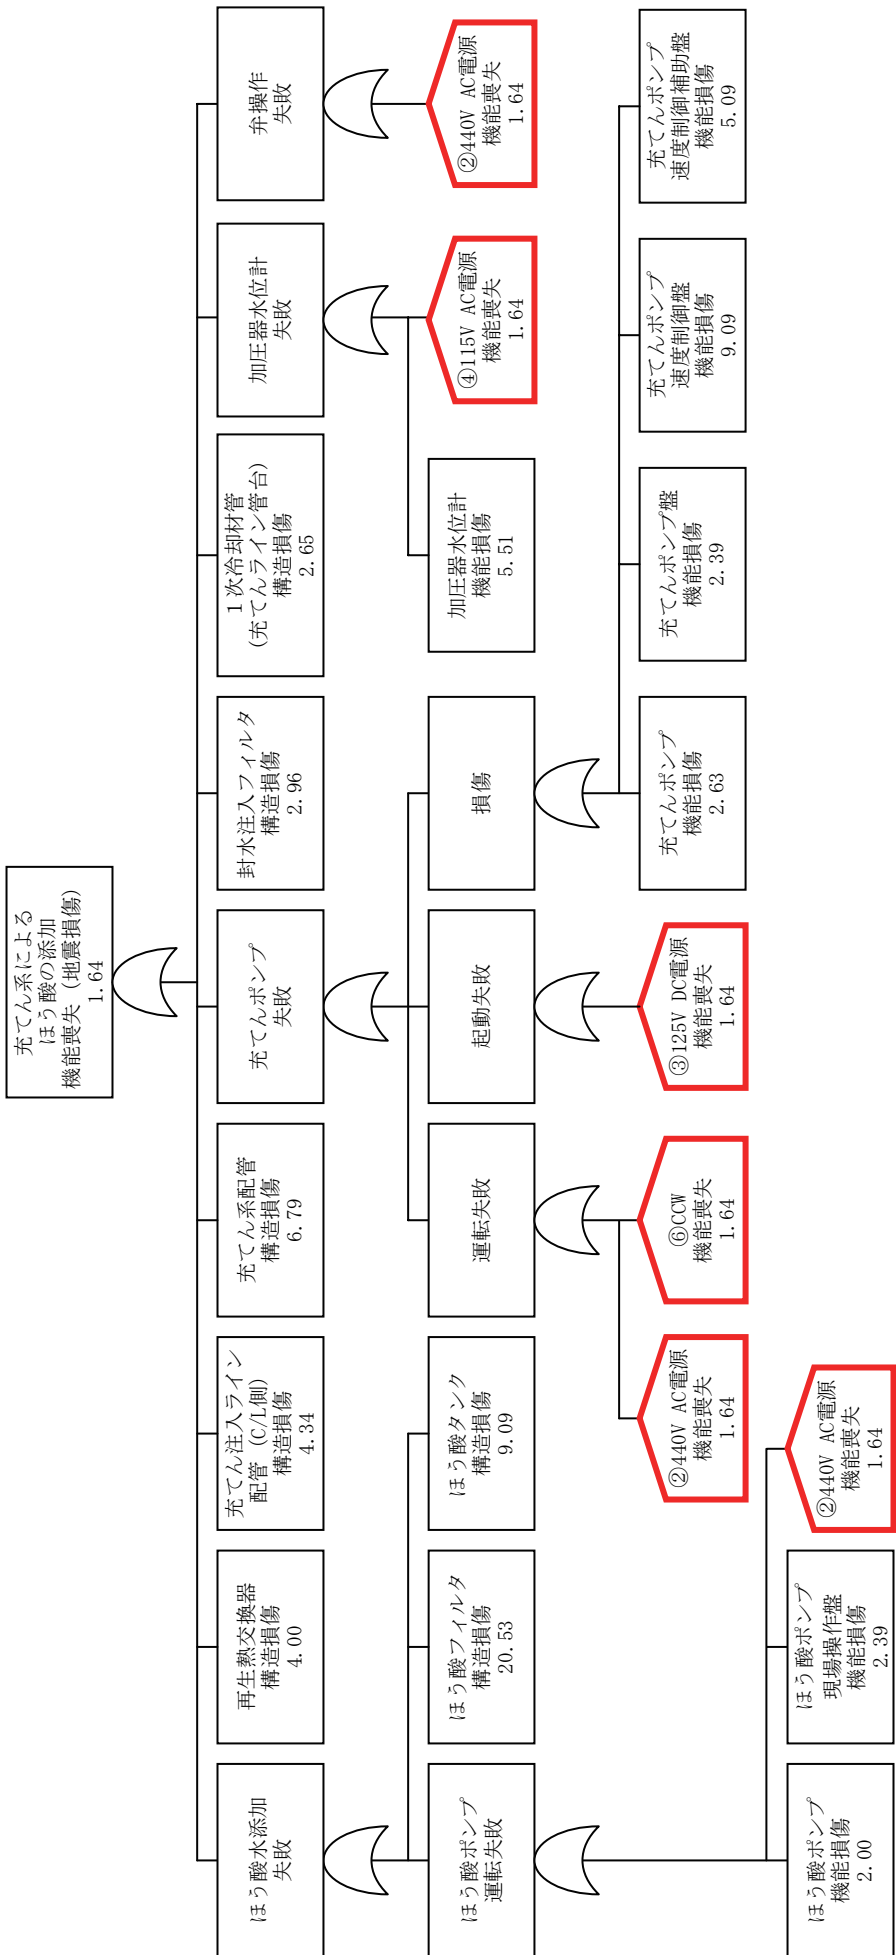 充てん系による
ほう酸の添加
機能喪失（地震損傷）
1.64
ほう酸水添加
失敗
再生熱交換器
構造損傷
4.00
充てん注入ライン
配管（C/L側）
構造損傷
4.34
充てん系配管
構造損傷
6.79
充てんポンプ
失敗
封水注入フィルタ
構造損傷
2.96
1次冷却材管
(充てんライン管台)
構造損傷
2.65
加圧器水位計
失敗
弁操作
失敗
ほう酸ポンプ
運転失敗
ほう酸フィルタ
構造損傷
20.53
ほう酸タンク
構造損傷
9.09
運転失敗
起動失敗
損傷
加圧器水位計
機能損傷
5.51
④115V AC電源
機能喪失
1.64
②440V AC電源
機能喪失
1.64
②440V AC電源
機能喪失
1.64
⑥CCW
機能喪失
1.64
③125V DC電源
機能喪失
1.64
充てんポンプ
機能損傷
2.63
充てんポンプ盤
機能損傷
2.39
充てんポンプ
速度制御盤
機能損傷
9.09
充てんポンプ
速度制御補助盤
機能損傷
5.09
ほう酸ポンプ
機能損傷
2.00
ほう酸ポンプ
現場操作盤
機能損傷
2.39
②440V AC電源
機能喪失
1.64